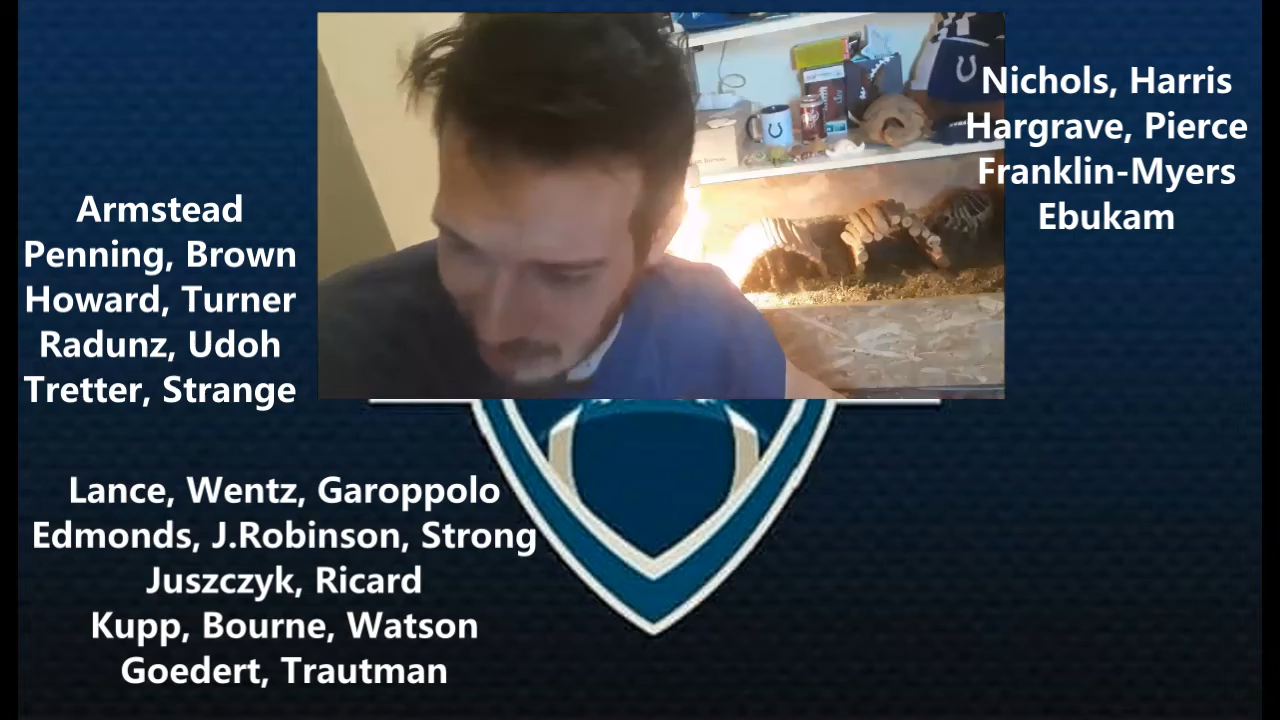 Nichols, Harris
Hargrave, Pierce
Franklin-Myers
Ebukam
Armstead
Penning, Brown
Howard, Turner
Radunz, Udoh
Tretter, Strange
Lance, Wentz, Garoppolo
Edmonds, J.Robinson, Strong
Juszczyk, Ricard
Kupp, Bourne, Watson
Goedert, Trautman